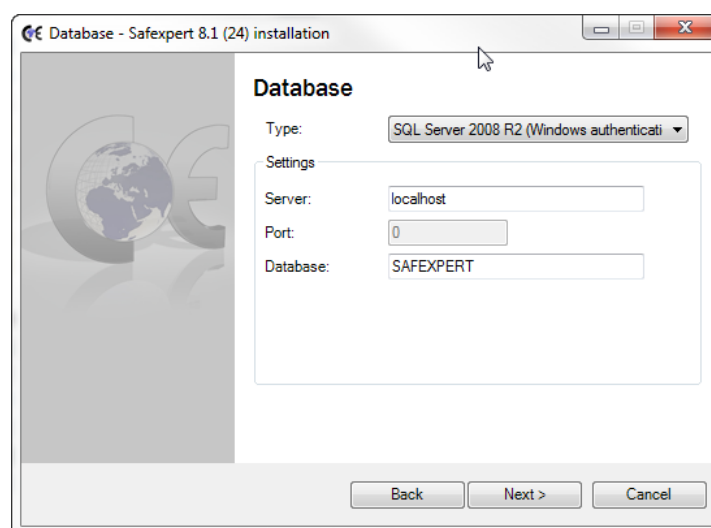 Database - Safexpert 8.1 (24) installation
Database
Type: SQL Server 2008 R2 (Windows authenticati
Settings
Server: localhost
Port: 0
Database: SAFEXPERT
Back Next > Cancel